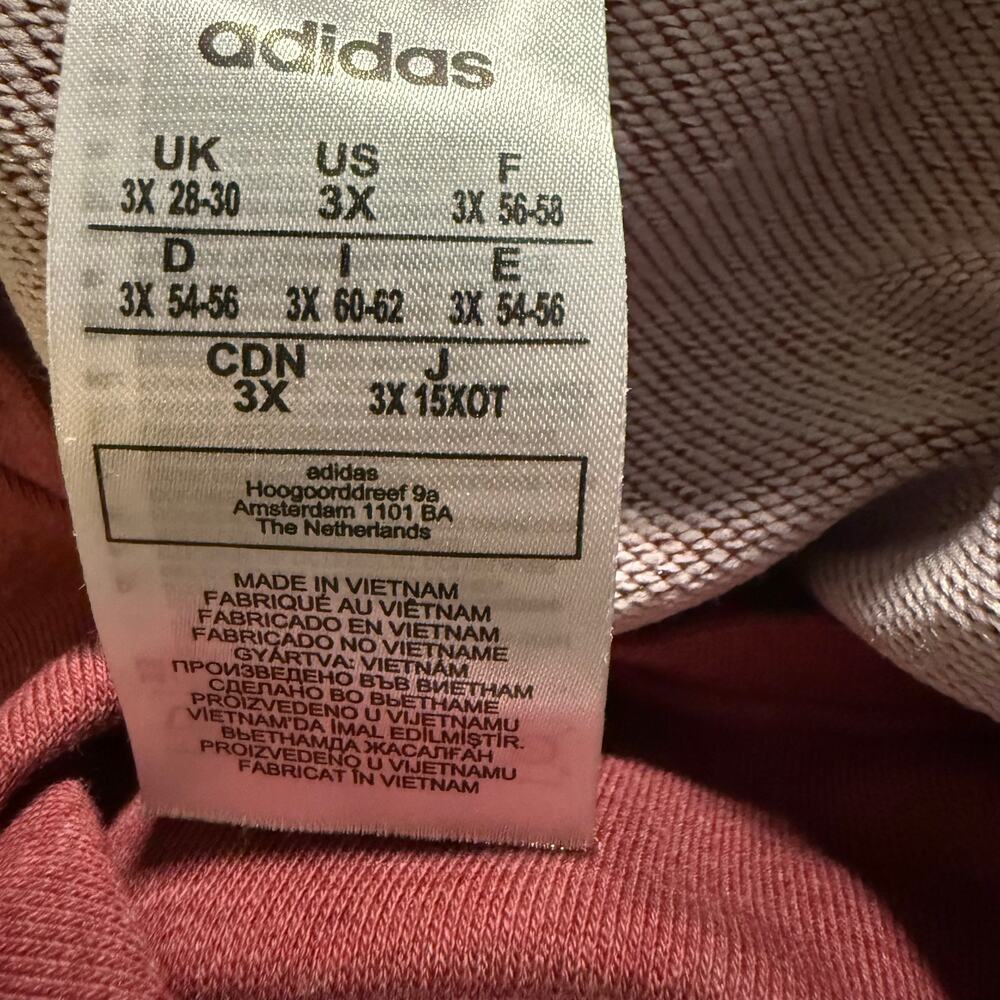 adidas
UK US F
3X 28-30 3X 3X 56-58
D I E
3X 54-56 3X 60-62 3X 54-56
CDN J
3X 3X 15XOT
adidas
Hoogoorddreef 9a
Amsterdam 1101 BA
The Netherlands
MADE IN VIETNAM
FABRIQUÉ AU VIÊTNAM
FABRICADO EN VIETNAM
FABRICADO NO VIETNAME
GYÁRTVA: VIETNÁM
ПРОИЗВЕДЕНО ВЪВ ВИЕТНАМ
СДЕЛАНО ВО ВЬЕТНАМЕ
PROIZVEDENO U VIJETNAMU
VİETNAM'DA İMAL EDİLMİŞTİR.
ВЬЕТНАМДА ЖАСАЛҒАН
PROIZVEDENO U VIJETNAMU
FABRICAT ÎN VIETNAM